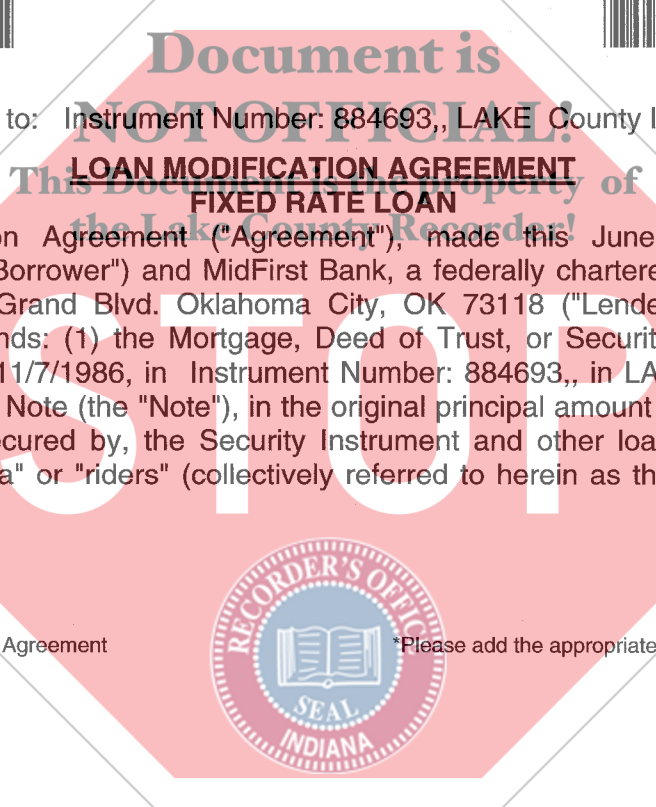 Document is
to: Instrument Number: 884693,, LAKE County I
NOT OFFICIAL!
LOAN MODIFICATION AGREEMENT
This Document is the property of
FIXED RATE LOAN
the Lake County Recorder!
on Agreement ("Agreement"), made this June
Borrower") and MidFirst Bank, a federally chartere
Grand Blvd. Oklahoma City, OK 73118 ("Lende
nds: (1) the Mortgage, Deed of Trust, or Securit
11/7/1986, in Instrument Number: 884693,, in LA
Note (the "Note"), in the original principal amount
ecured by, the Security Instrument and other loa
a" or "riders" (collectively referred to herein as th
STOP
RECORDER'S OFFICE
SEAL
INDIANA
Agreement
*Please add the appropriate